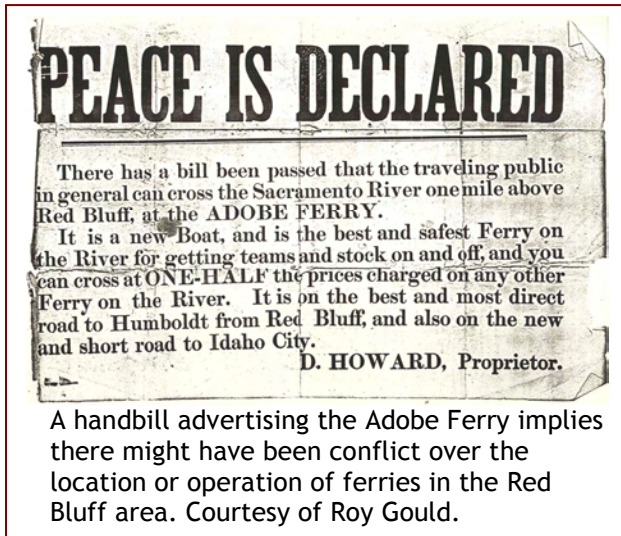 PEACE IS DECLARED
There has a bill been passed that the traveling public
in general can cross the Sacramento River one mile above
Red Bluff, at the ADOBE FERRY.
It is a new Boat, and is the best and safest Ferry on
the River for getting teams and stock on and off, and you
can cross at ONE-HALF the prices charged on any other
Ferry on the River. It is on the best and most direct
road to Humboldt from Red Bluff, and also on the new
and short road to Idaho City.
D. HOWARD, Proprietor.
A handbill advertising the Adobe Ferry implies
there might have been conflict over the
location or operation of ferries in the Red
Bluff area. Courtesy of Roy Gould.